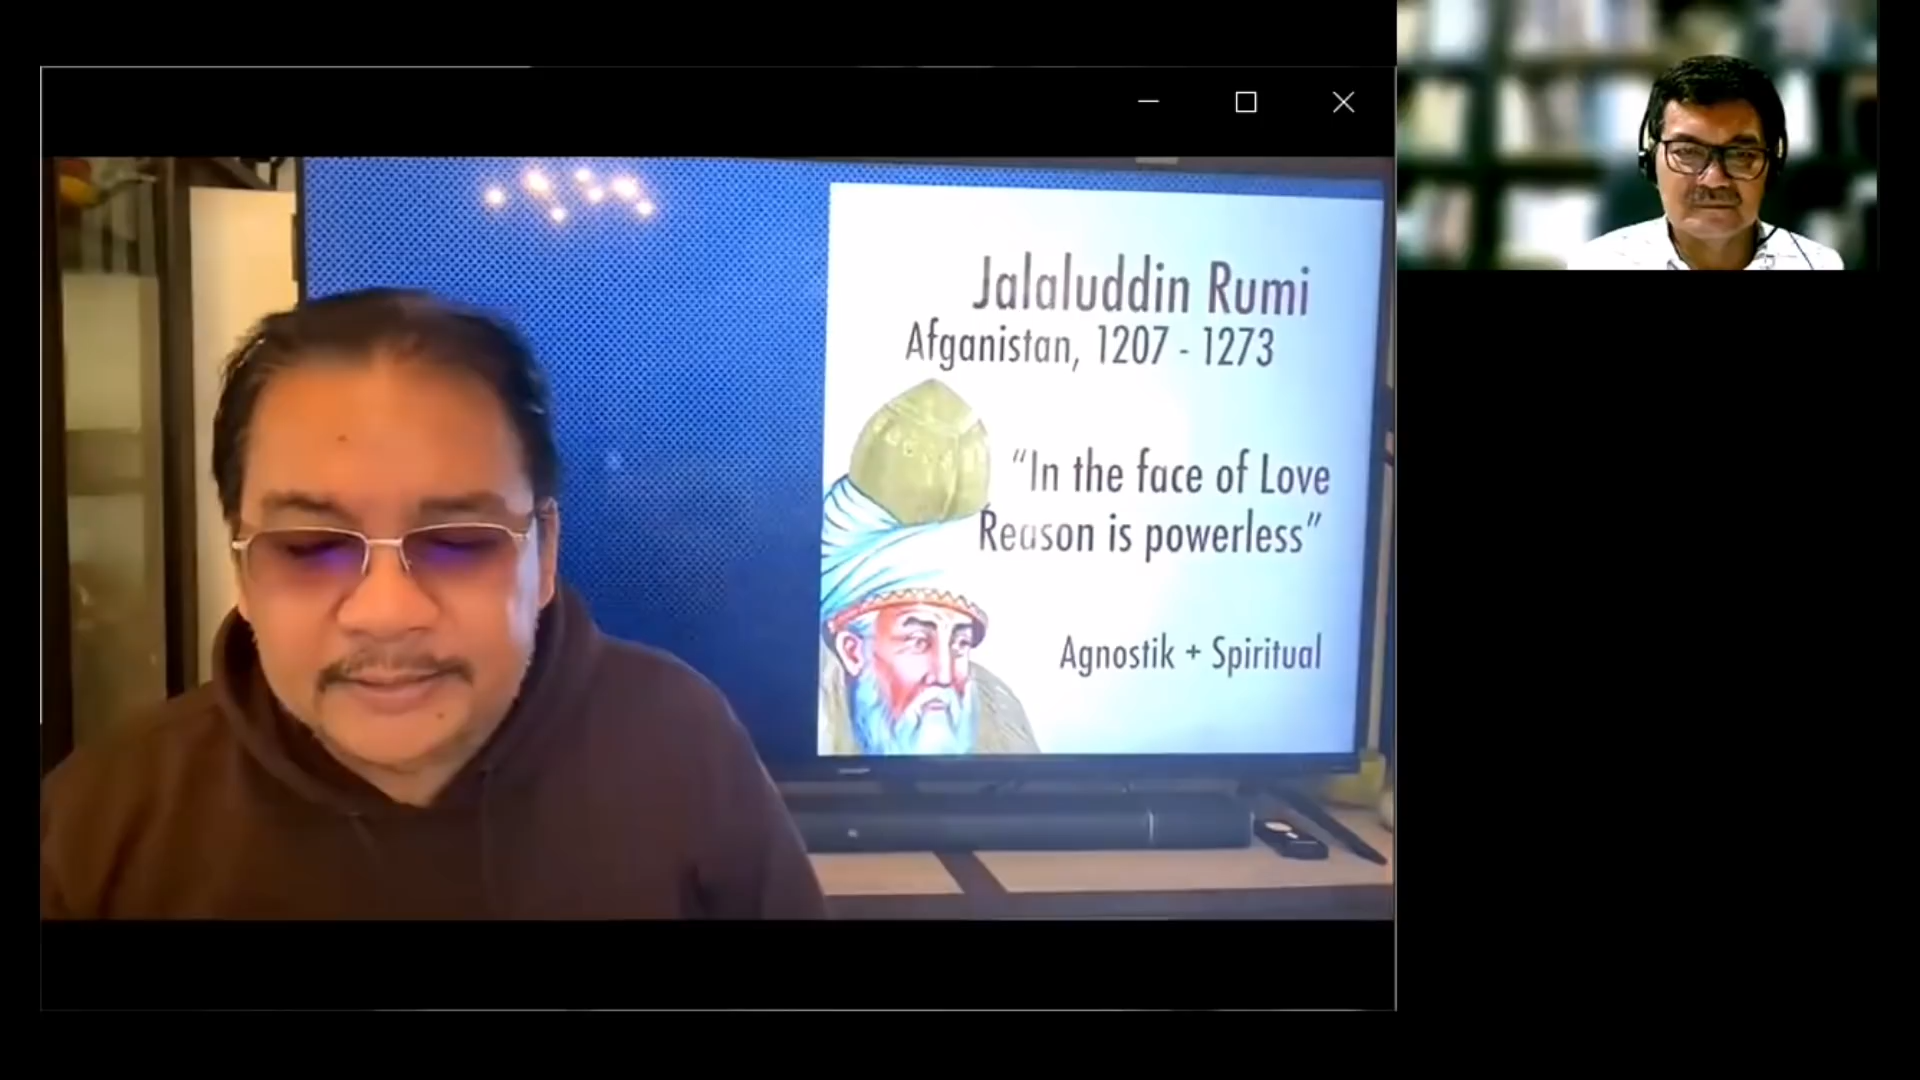 Jalaluddin Rumi
Afganistan, 1207 - 1273
“In the face of Love
Reason is powerless”
Agnostik + Spiritual